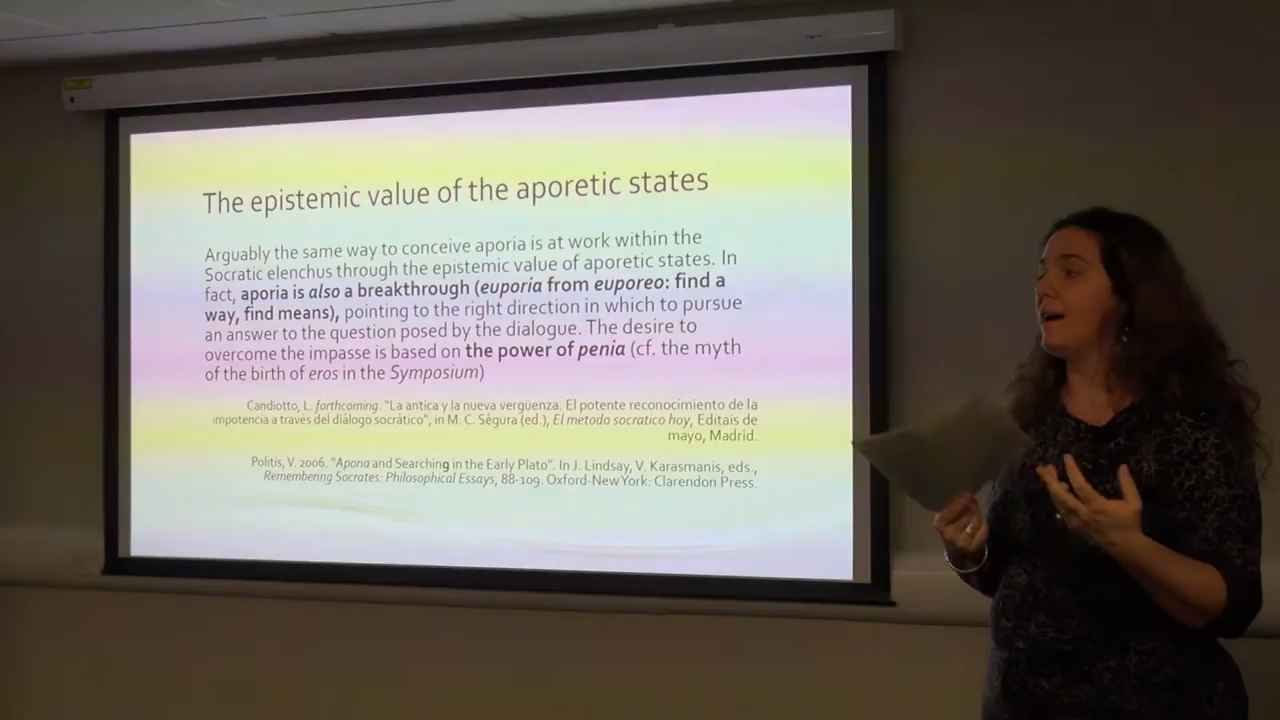 The epistemic value of the aporetic states
Arguably the same way to conceive aporia is at work within the
Socratic elenchus through the epistemic value of aporetic states. In
fact, aporia is also a breakthrough (euporia from euporeo: find a
way, find means), pointing to the right direction in which to pursue
an answer to the question posed by the dialogue. The desire to
overcome the impasse is based on the power of penia (cf. the myth
of the birth of eros in the Symposium)
Candiotto, L. forthcoming. "La antica y la nueva vergüenza. El potente reconocimiento de la
impotencia a través del diálogo socrático", in M. C. Sègura (ed.), El metodo socratico hoy, Editais de
mayo, Madrid.
Politis, V. 2006. "Aporia and Searching in the Early Plato". In J. Lindsay, V. Karasmanis, eds.,
Remembering Socrates: Philosophical Essays, 88-109. Oxford-New York: Clarendon Press.